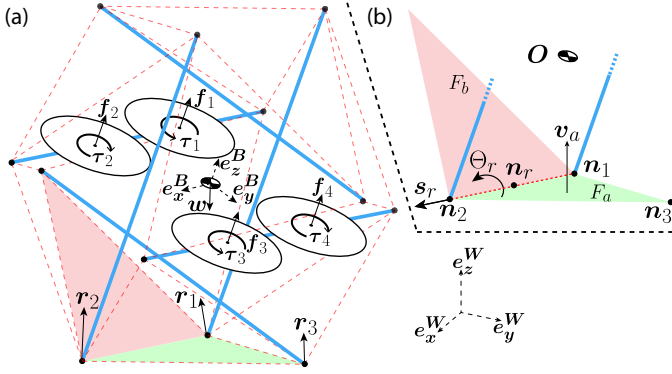 (a)
f₂
f₁
τ₂
τ₁
e_z^B
e_x^B
e_y^B
w
f₄
f₃
τ₃
τ₄
r₂
r₁
r₃
(b)
O
F_b
v_a
Θ_r
n_r
n₁
s_r
n₂
F_a
n₃
e_z^W
e_x^W
e_y^W